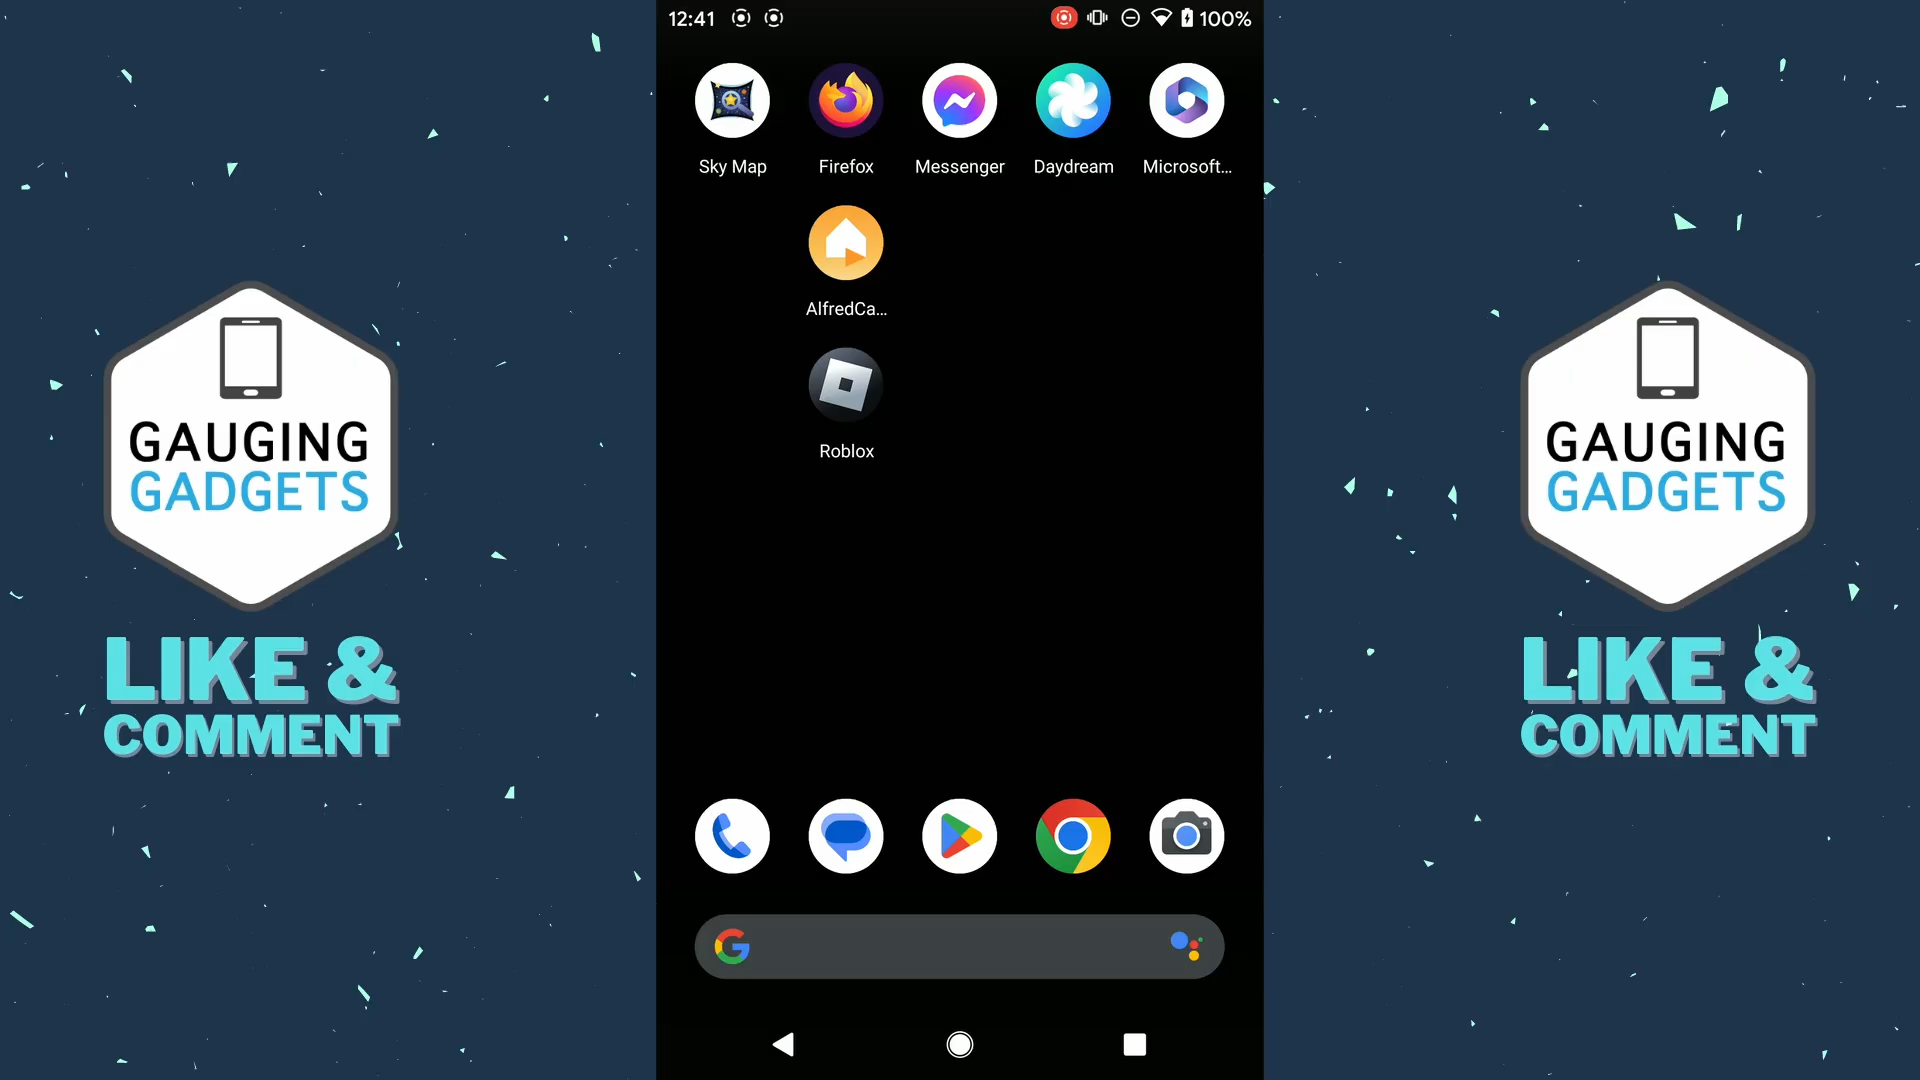 12:41
100%
Sky Map
Firefox
Messenger
Daydream
Microsoft...
AlfredCa...
Roblox
GAUGING
GADGETS
LIKE &
COMMENT
GAUGING
GADGETS
LIKE &
COMMENT